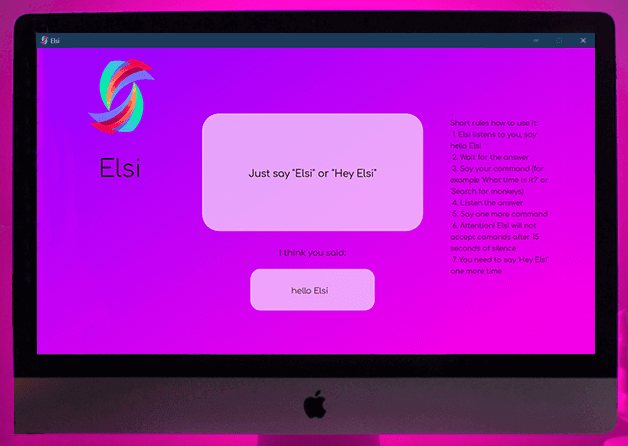 Elsi
Elsi
Just say "Elsi" or "Hey Elsi"
I think you said:
hello Elsi
Short rules how to use it:
1. Elsi listens to you, say
hello Elsi
2. Wait for the answer
3. Say your command (for
example 'What time is it?' or
'Search for monkeys)
4. Listen the answer
5. Say one more command
6. Attention! Elsi will not
accept comands after 15
seconds of silence
7. You need to say 'Hey Elsi'
one more time